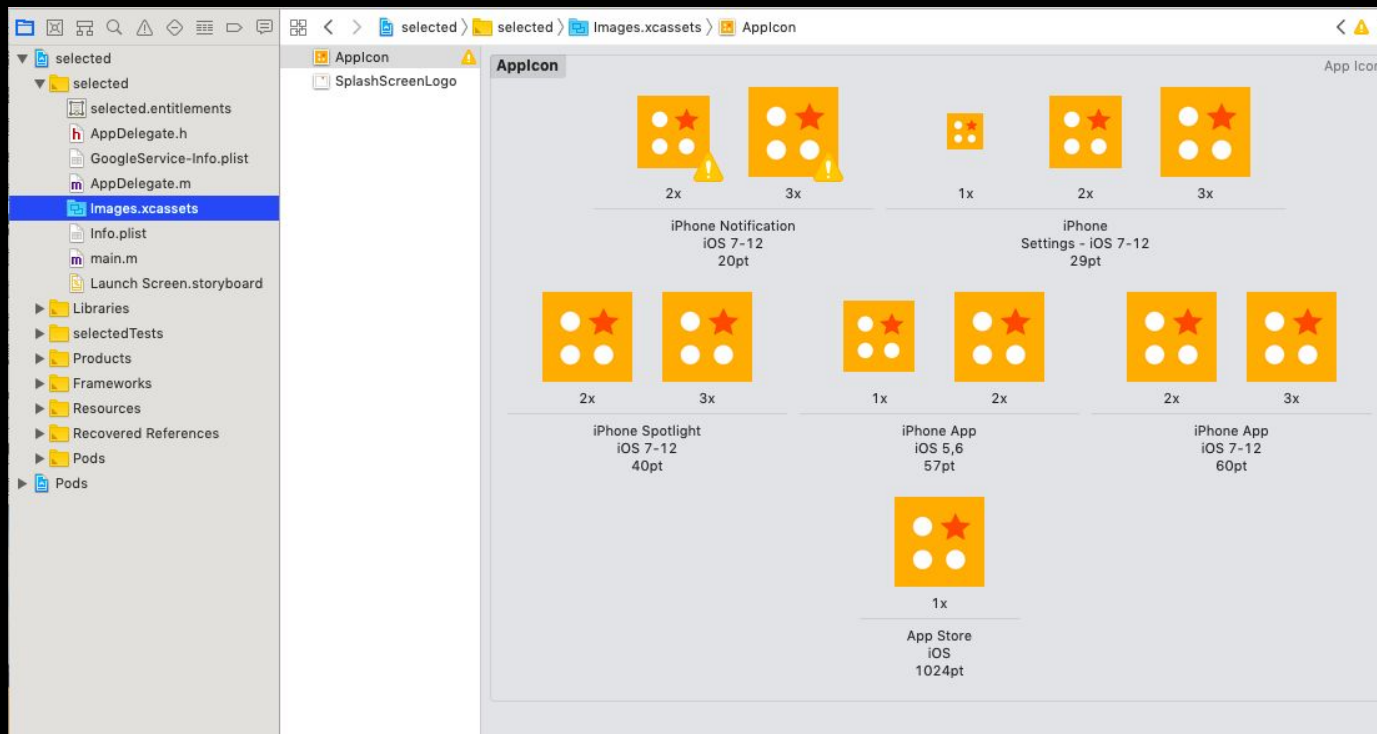 selected
selected
selected.entitlements
AppDelegate.h
GoogleService-Info.plist
AppDelegate.m
Images.xcassets
Info.plist
main.m
Launch Screen.storyboard
Libraries
selectedTests
Products
Frameworks
Resources
Recovered References
Pods
Pods
selected selected Images.xcassets AppIcon
AppIcon
SplashScreenLogo
AppIcon
App Icon
2x 3x 1x 2x 3x
iPhone Notification
iOS 7-12
20pt
iPhone
Settings - iOS 7-12
29pt
2x 3x 1x 2x 2x 3x
iPhone Spotlight
iOS 7-12
40pt
iPhone App
iOS 5,6
57pt
iPhone App
iOS 7-12
60pt
1x
App Store
iOS
1024pt